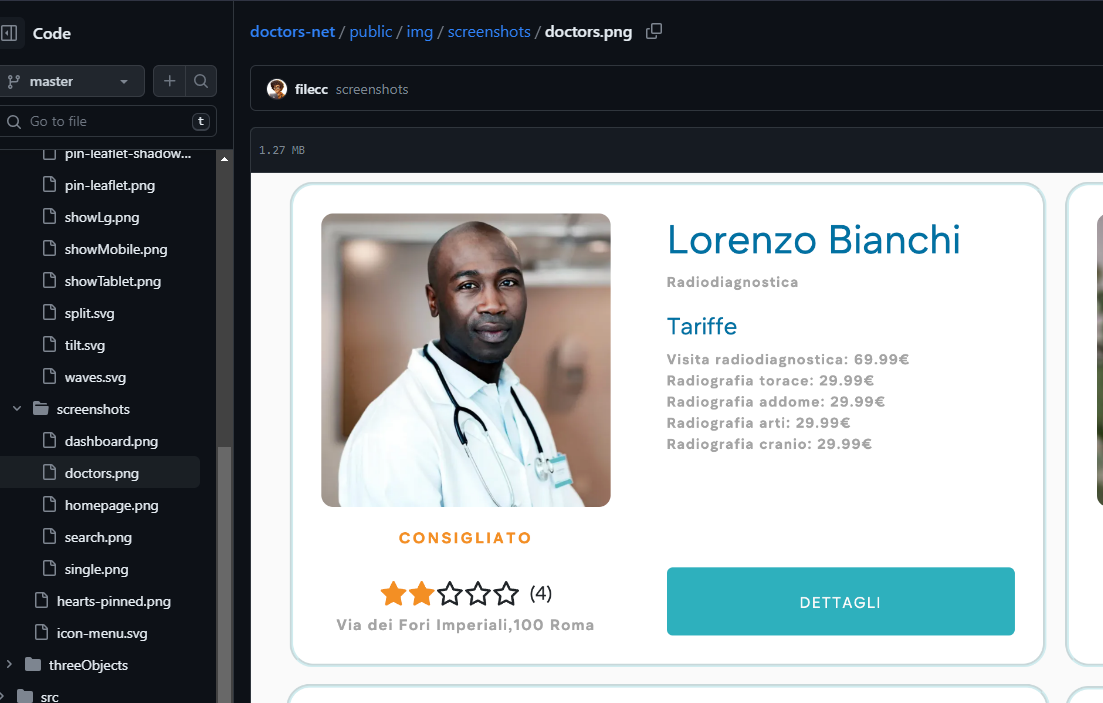 Code
doctors-net / public / img / screenshots / doctors.png
master
filecc screenshots
Go to file
t
1.27 MB
pin-leaflet-shadow...
pin-leaflet.png
showLg.png
showMobile.png
showTablet.png
split.svg
tilt.svg
waves.svg
screenshots
dashboard.png
doctors.png
homepage.png
search.png
single.png
hearts-pinned.png
icon-menu.svg
threeObjects
src
Lorenzo Bianchi
Radiodiagnostica
Tariffe
Visita radiodiagnostica: 69.99€
Radiografia torace: 29.99€
Radiografia addome: 29.99€
Radiografia arti: 29.99€
Radiografia cranio: 29.99€
CONSIGLIATO
(4)
Via dei Fori Imperiali,100 Roma
DETTAGLI